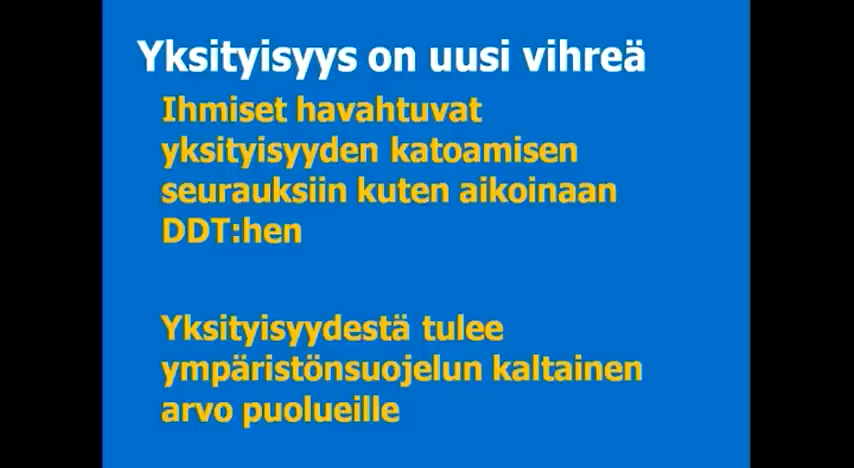 Yksityisyys on uusi vihreä
Ihmiset havahtuvat
yksityisyyden katoamisen
seurauksiin kuten aikoinaan
DDT:hen
Yksityisyydestä tulee
ympäristönsuojelun kaltainen
arvo puolueille